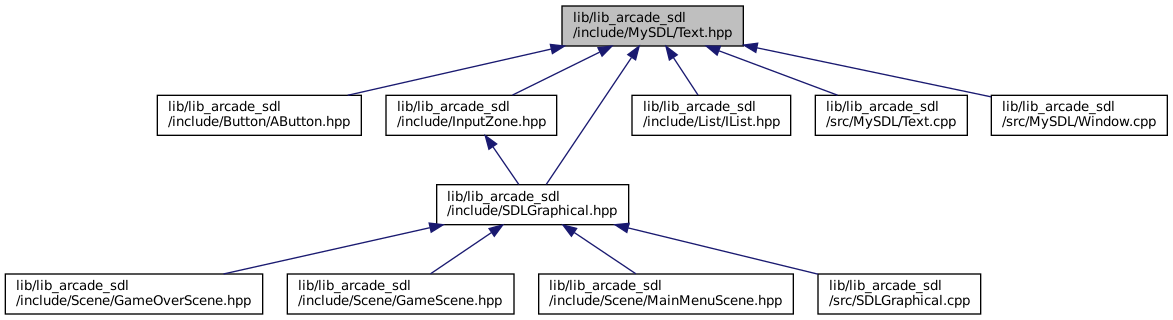 lib/lib_arcade_sdl
/include/MySDL/Text.hpp
lib/lib_arcade_sdl
/include/Button/AButton.hpp
lib/lib_arcade_sdl
/include/InputZone.hpp
lib/lib_arcade_sdl
/include/List/IList.hpp
lib/lib_arcade_sdl
/src/MySDL/Text.cpp
lib/lib_arcade_sdl
/src/MySDL/Window.cpp
lib/lib_arcade_sdl
/include/SDLGraphical.hpp
lib/lib_arcade_sdl
/include/Scene/GameOverScene.hpp
lib/lib_arcade_sdl
/include/Scene/GameScene.hpp
lib/lib_arcade_sdl
/include/Scene/MainMenuScene.hpp
lib/lib_arcade_sdl
/src/SDLGraphical.cpp